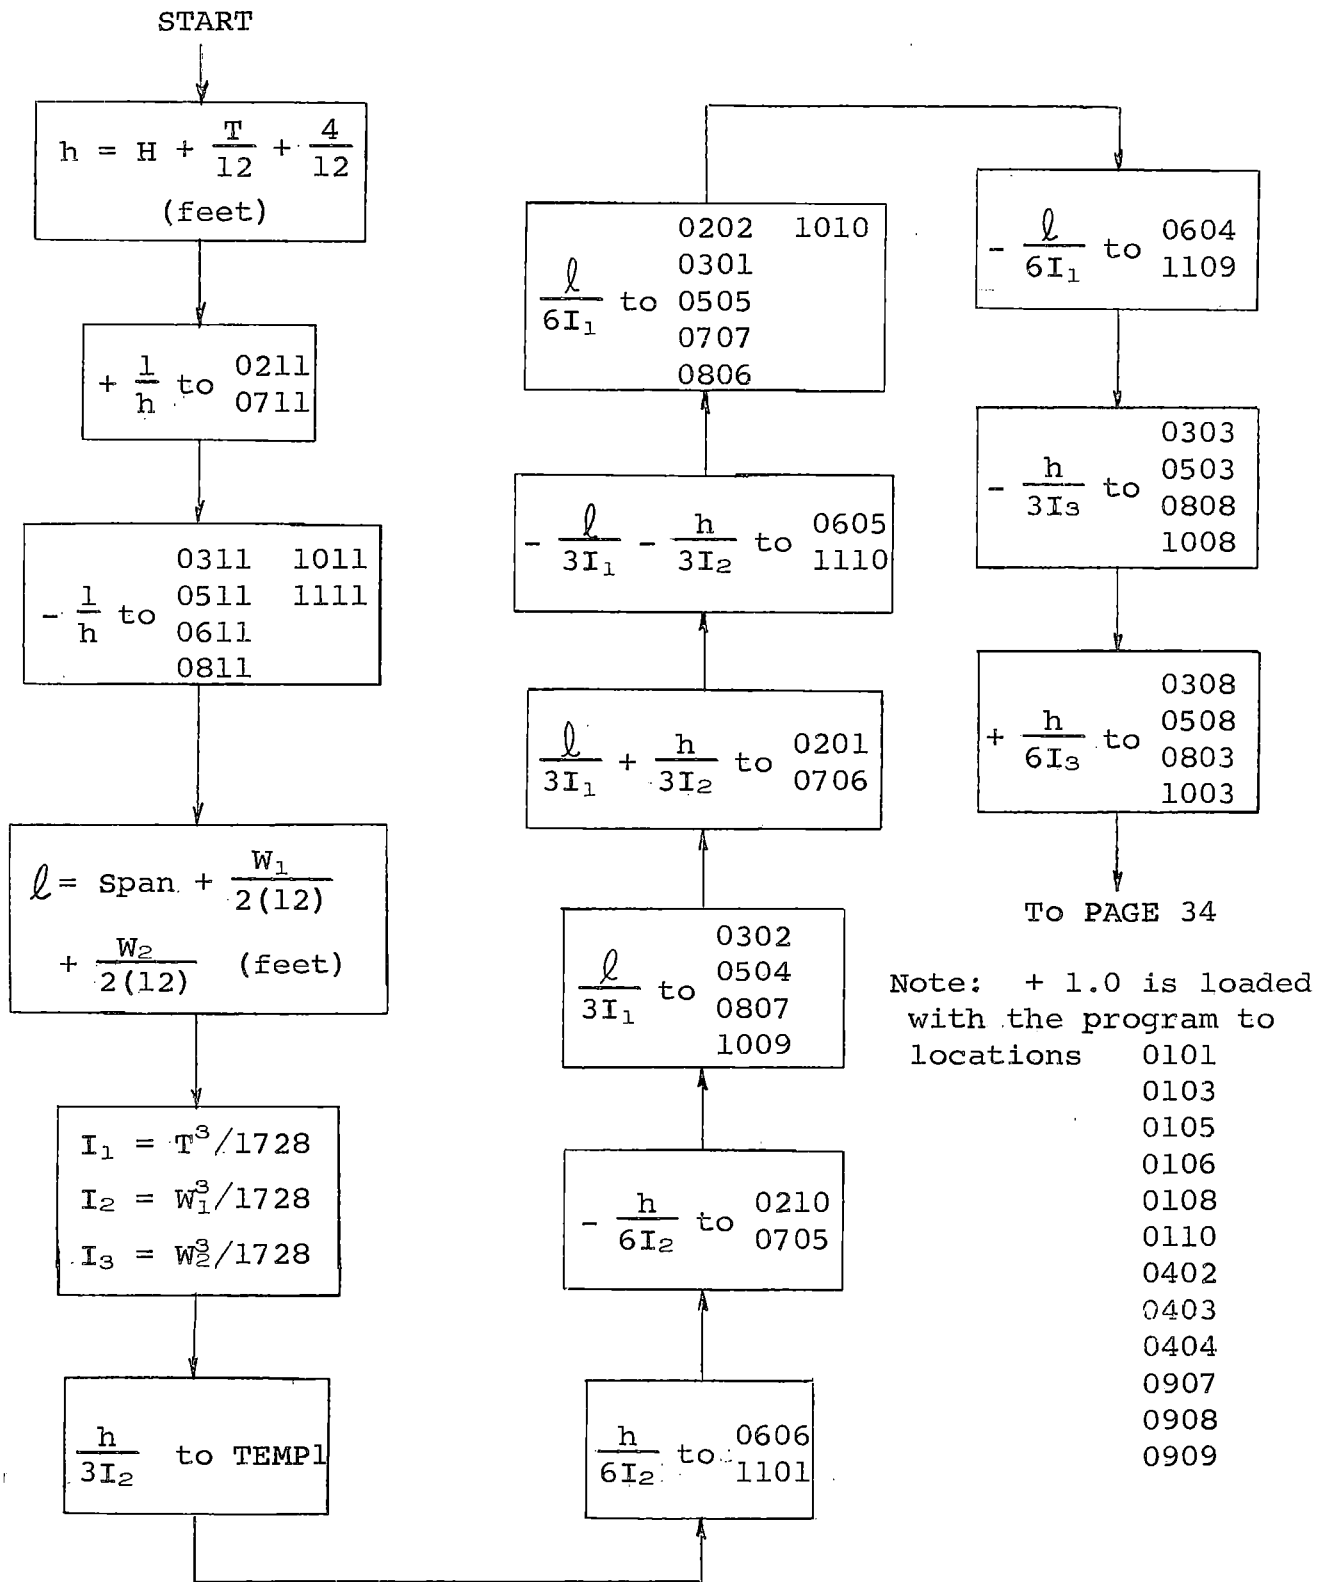 START
h = H + T/12 + 4/12
(feet)
+ 1/h to 0211
0711
- 1/h to 0311 1011
0511 1111
0611
0811
ℓ = Span + W₁/2(12)
+ W₂/2(12) (feet)
I₁ = T³/1728
I₂ = W₁³/1728
I₃ = W₂³/1728
h/3I₂ to TEMP1
h/6I₂ to 0606
1101
- h/6I₂ to 0210
0705
ℓ/3I₁ to 0302
0504
0807
1009
ℓ/3I₁ + h/3I₂ to 0201
0706
- ℓ/3I₁ - h/3I₂ to 0605
1110
ℓ/6I₁ to 0202 1010
0301
0505
0707
0806
- ℓ/6I₁ to 0604
1109
- h/3I₃ to 0303
0503
0808
1008
+ h/6I₃ to 0308
0508
0803
1003
To PAGE 34
Note: + 1.0 is loaded
with the program to
locations 0101
0103
0105
0106
0108
0110
0402
0403
0404
0907
0908
0909